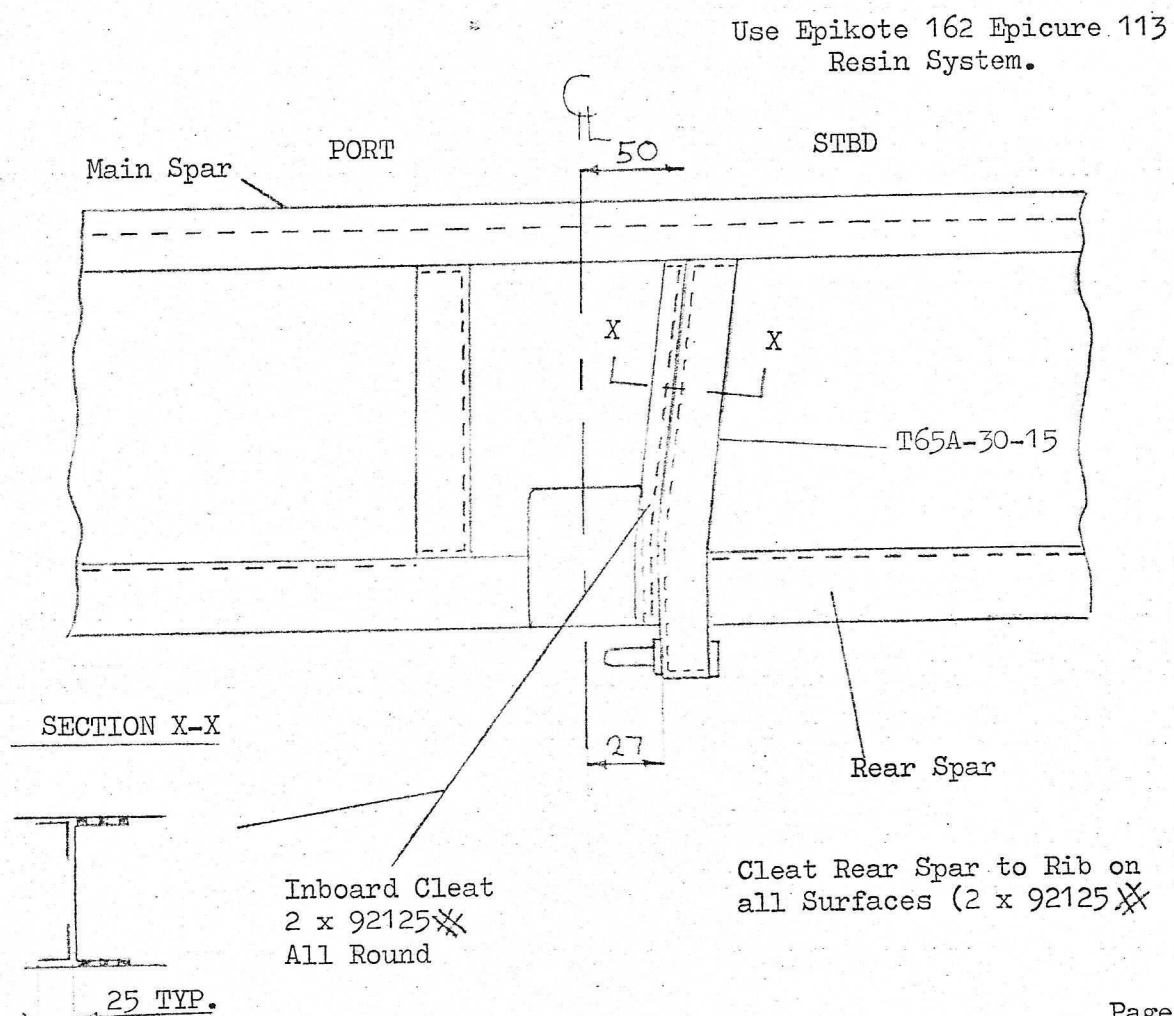 Use Epikote 162 Epicure 113
Resin System.
CL
PORT
50
STBD
Main Spar
X
X
T65A-30-15
SECTION X-X
27
Rear Spar
Inboard Cleat
2 x 92125
All Round
Cleat Rear Spar to Rib on
all Surfaces (2 x 92125
25 TYP.
Page